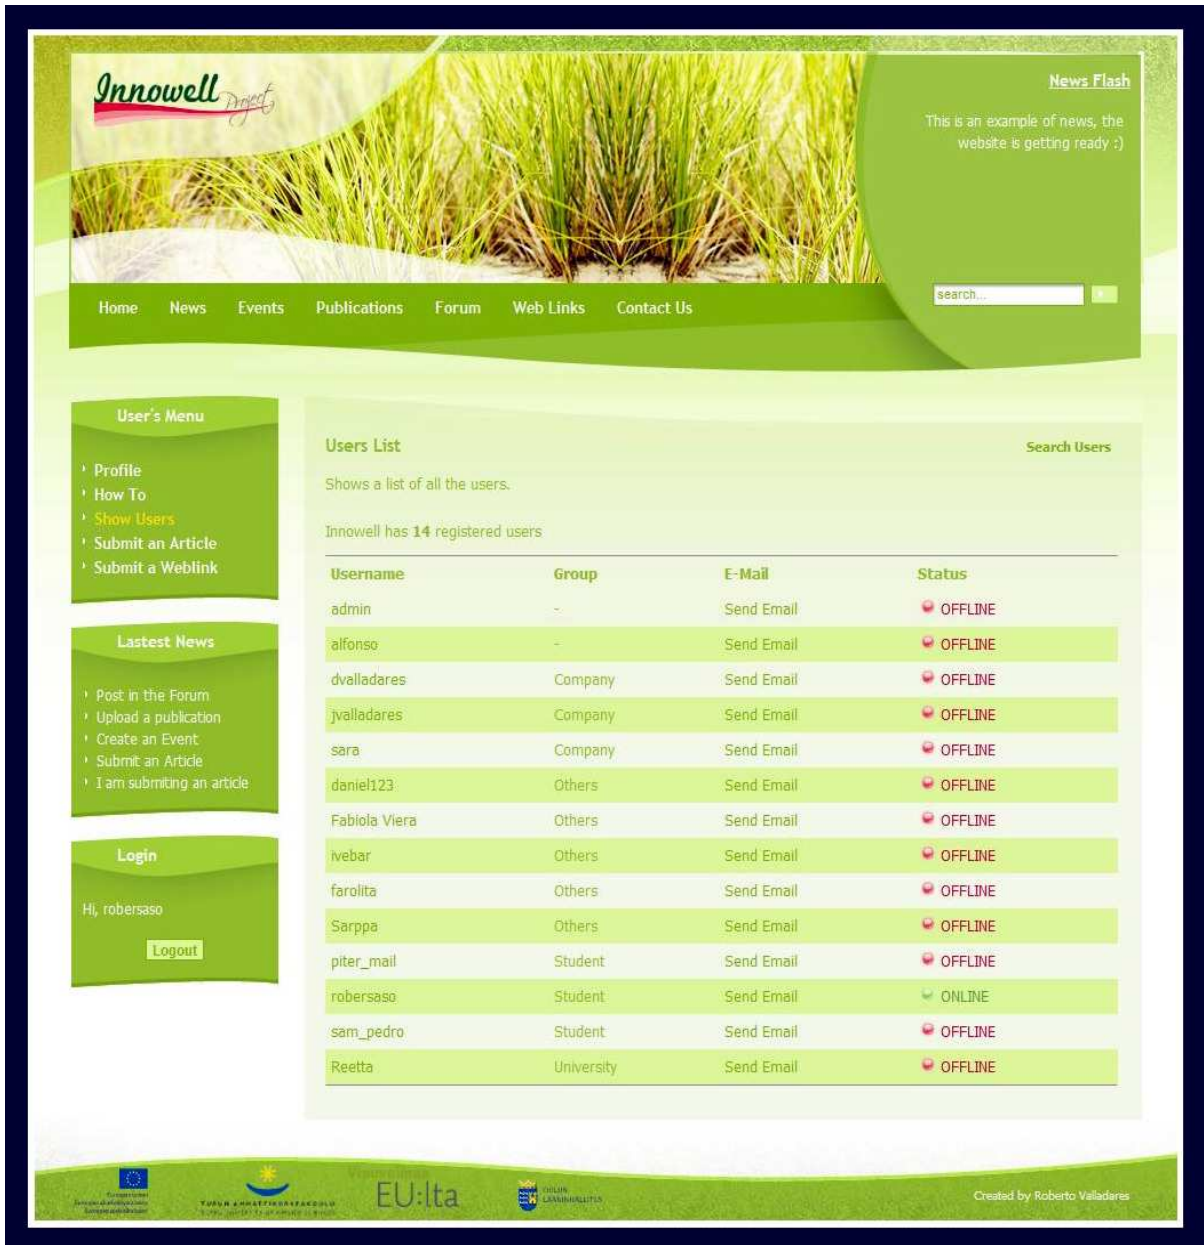 Innowell Project
News Flash
This is an example of news, the
website is getting ready :)
search...
Home News Events Publications Forum Web Links Contact Us
User's Menu
Profile
How To
Show Users
Submit an Article
Submit a Weblink
Lastest News
Post in the Forum
Upload a publication
Create an Event
Submit an Article
I am submiting an article
Login
Hi, robersaso
Logout
Users List
Search Users
Shows a list of all the users.
Innowell has 14 registered users
Username Group E-Mail Status
admin - Send Email OFFLINE
alfonso - Send Email OFFLINE
dvalladares Company Send Email OFFLINE
jvalladares Company Send Email OFFLINE
sara Company Send Email OFFLINE
daniel123 Others Send Email OFFLINE
Fabiola Viera Others Send Email OFFLINE
ivebar Others Send Email OFFLINE
farolita Others Send Email OFFLINE
Sarppa Others Send Email OFFLINE
piter_mail Student Send Email OFFLINE
robersaso Student Send Email ONLINE
sam_pedro Student Send Email OFFLINE
Reetta University Send Email OFFLINE
TURUN AMMATTIKORKEAKOULU
EU:lta
OULUN
LÄÄNINHALLITUS
Created by Roberto Valladares